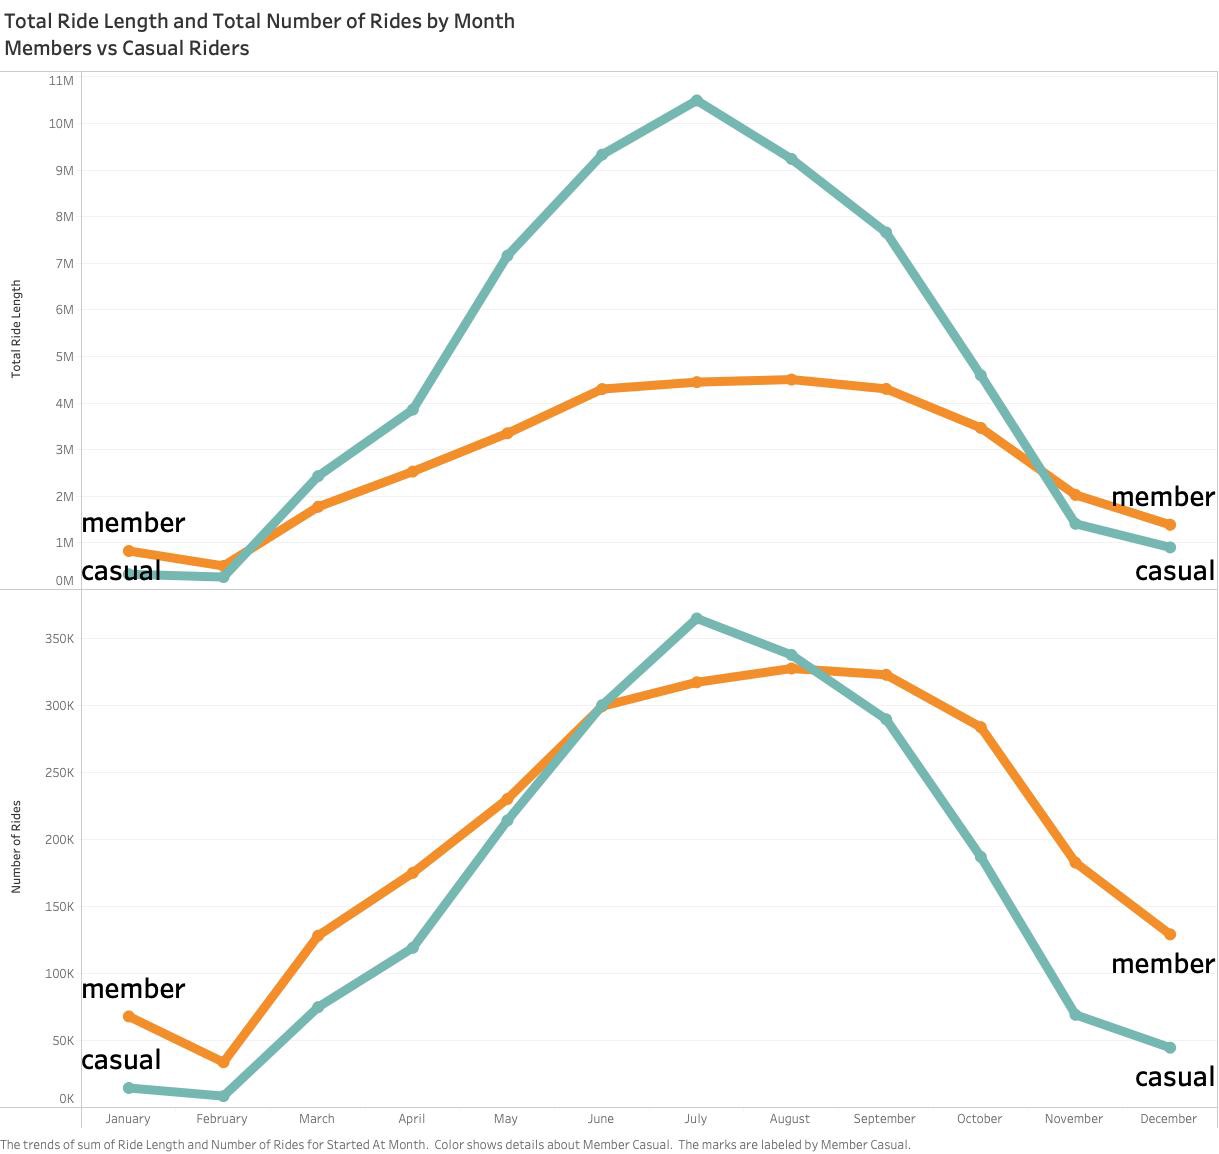 Total Ride Length and Total Number of Rides by Month
Members vs Casual Riders
11M
10M
9M
8M
7M
6M
5M
4M
3M
2M
1M
0M
Total Ride Length
member
casual
member
casual
350K
300K
250K
200K
150K
100K
50K
0K
Number of Rides
member
casual
member
casual
January February March April May June July August September October November December
The trends of sum of Ride Length and Number of Rides for Started At Month. Color shows details about Member Casual. The marks are labeled by Member Casual.